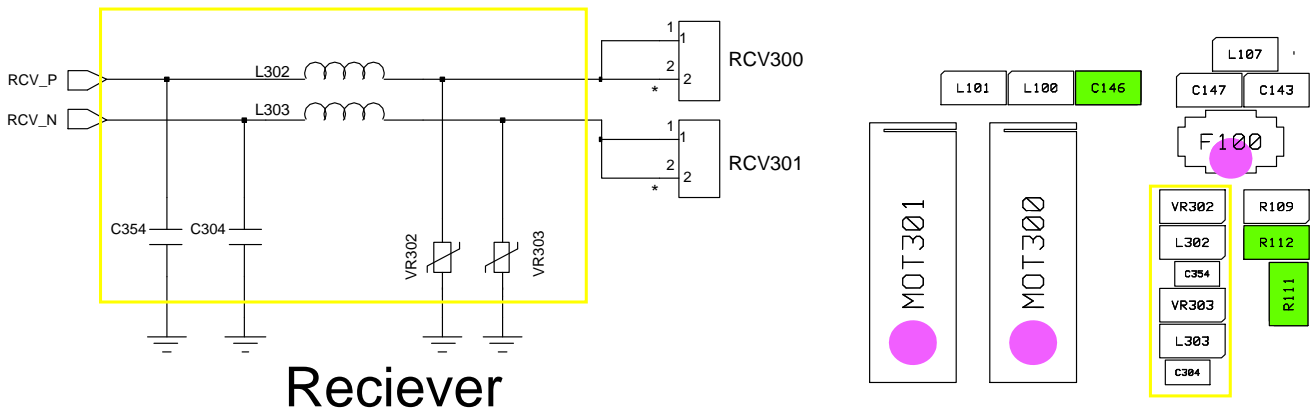 RCV_P
L302
1
1
2
2
*
RCV300
RCV_N
L303
1
1
2
2
*
RCV301
C354
C304
VR302
VR303
Reciever
L107
L101
L100
C146
C147
C143
F100
MOT301
MOT300
VR302
R109
L302
R112
C354
R111
VR303
L303
C304